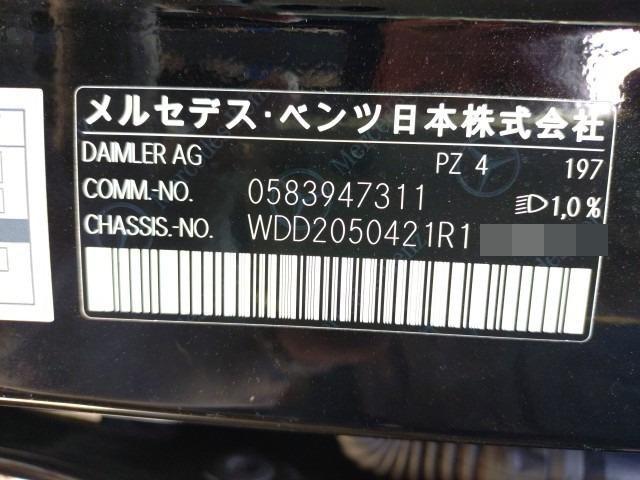 メルセデス・ベンツ日本株式会社
DAIMLER AG PZ 4 197
COMM.-NO. 0583947311 1,0%
CHASSIS.-NO. WDD2050421R1